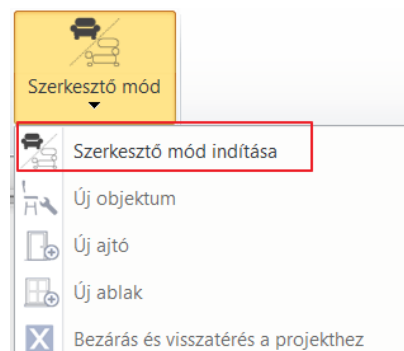 Szerkesztő mód
Szerkesztő mód indítása
Új objektum
Új ajtó
Új ablak
Bezárás és visszatérés a projekthez